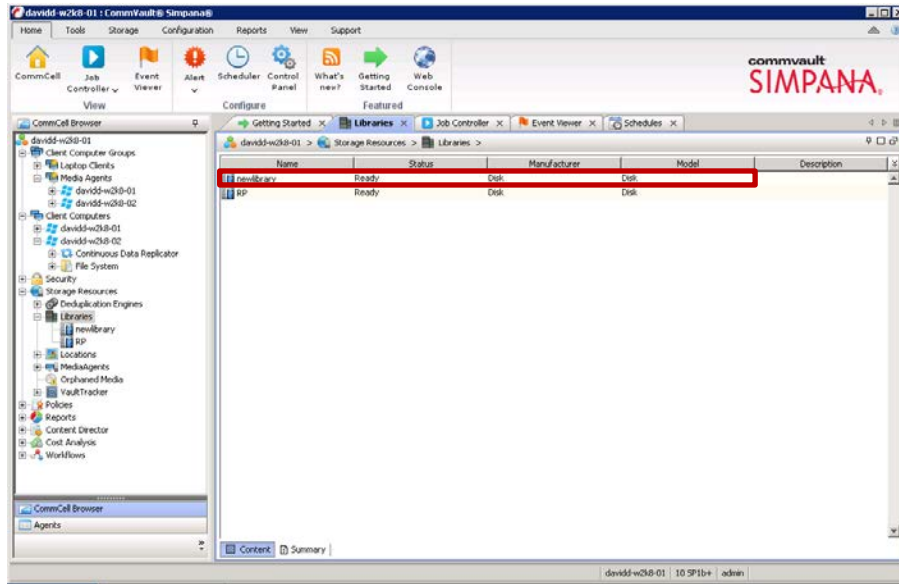 davidd-w2k8-01 : CommVault® Simpana®
Home Tools Storage Configuration Reports View Support
CommCell Job Controller Event Viewer Alert Scheduler Control Panel What's new? Getting Started Web Console
View Configure Featured
commvault
SIMPANA.
CommCell Browser
Getting Started Libraries Job Controller Event Viewer Schedules
davidd-w2k8-01 > Storage Resources > Libraries >
Name Status Manufacturer Model Description
newlibrary Ready Disk Disk
RP Ready Disk Disk
davidd-w2k8-01
Client Computer Groups
Laptop Clients
Media Agents
davidd-w2k8-01
davidd-w2k8-02
Client Computers
davidd-w2k8-01
davidd-w2k8-02
Continuous Data Replicator
File System
Security
Storage Resources
Deduplication Engines
Libraries
newlibrary
RP
Locations
MediaAgents
Orphaned Media
VaultTracker
Policies
Reports
Content Director
Cost Analysis
Workflows
CommCell Browser
Agents
Content Summary
davidd-w2k8-01 10 SP1b+ admin